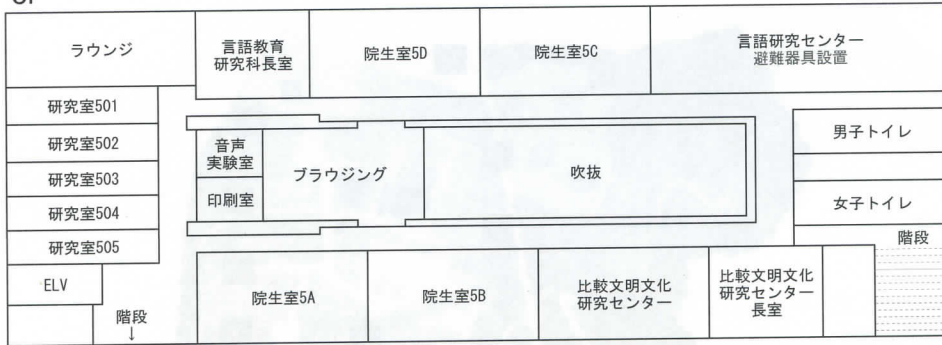 ラウンジ
言語教育
研究科長室
院生室5D
院生室5C
言語研究センター
避難器具設置
研究室501
研究室502
研究室503
研究室504
研究室505
ELV
階段
↓
音声
実験室
印刷室
ブラウジング
吹抜
男子トイレ
女子トイレ
階段
院生室5A
院生室5B
比較文明文化
研究センター
比較文明文化
研究センター
長室